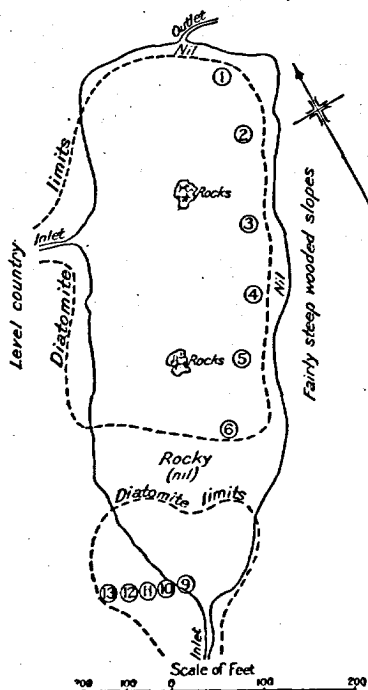 Outlet
Nil
①
②
limits
Rocks
③
Inlet
Level country
Nil
Fairly steep wooded slopes
④
Diatomite
Rocks
⑤
⑥
Rocky
(nil)
Diatomite limits
⑬ ⑫ ⑪ ⑩ ⑨
Inlet
Scale of Feet
100 0 100 200